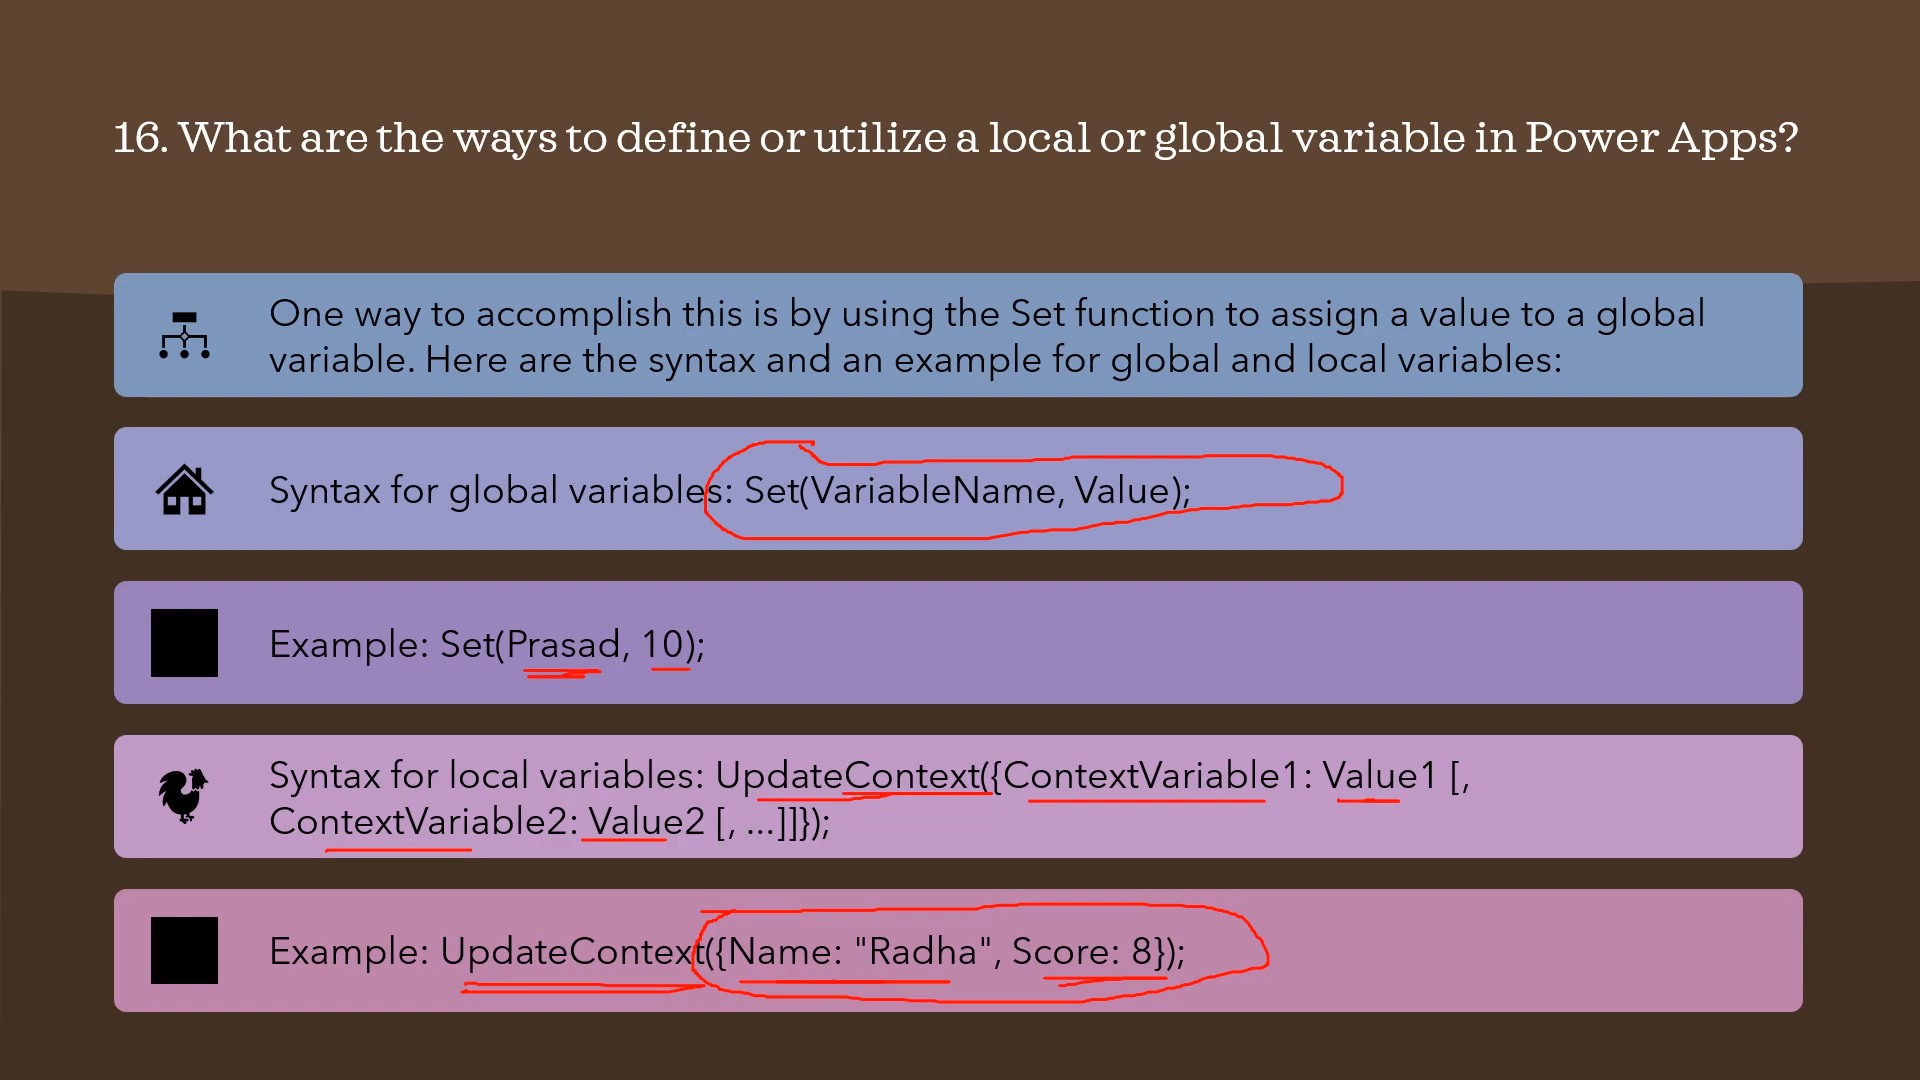 16. What are the ways to define or utilize a local or global variable in Power Apps?
One way to accomplish this is by using the Set function to assign a value to a global
variable. Here are the syntax and an example for global and local variables:
Syntax for global variables: Set(VariableName, Value);
Example: Set(Prasad, 10);
Syntax for local variables: UpdateContext({ContextVariable1: Value1 [,
ContextVariable2: Value2 [, ...]]});
Example: UpdateContext({Name: "Radha", Score: 8});